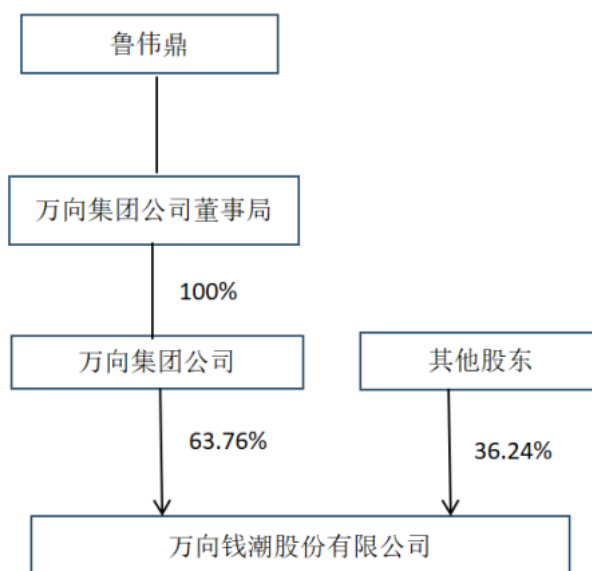 鲁伟鼎
万向集团公司董事局
100%
万向集团公司
其他股东
63.76%
36.24%
万向钱潮股份有限公司